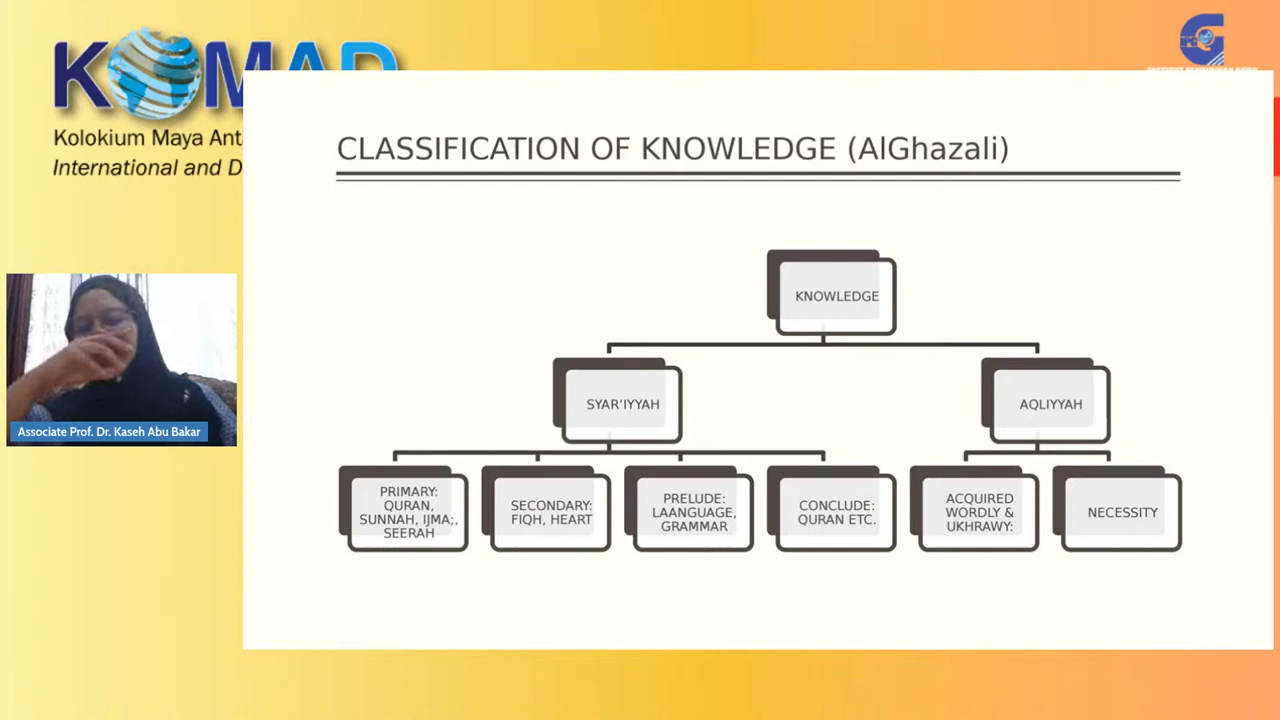 KOMAD
Kolokium Maya Ant
International and D
CLASSIFICATION OF KNOWLEDGE (AlGhazali)
KNOWLEDGE
SYAR'IYYAH
AQLIYYAH
PRIMARY:
QURAN,
SUNNAH, IJMA;,
SEERAH
SECONDARY:
FIQH, HEART
PRELUDE:
LAANGUAGE,
GRAMMAR
CONCLUDE:
QURAN ETC.
ACQUIRED
WORDLY &
UKHRAWY:
NECESSITY
Associate Prof. Dr. Kaseh Abu Bakar